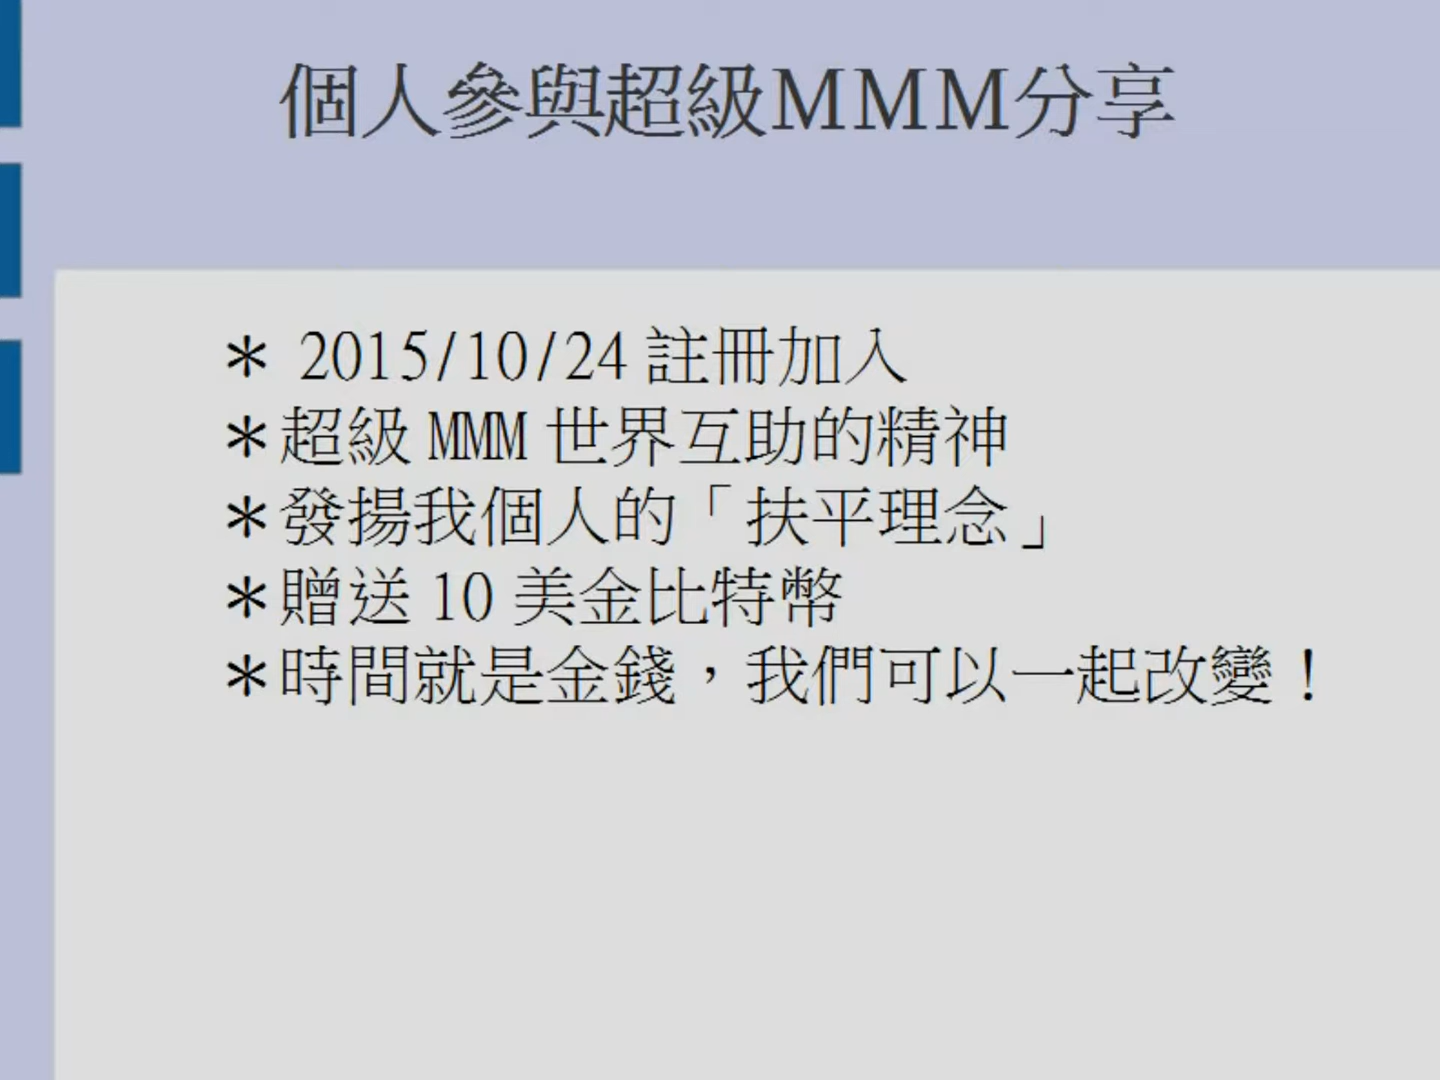 個人參與超級MMM分享
＊ 2015/10/24 註冊加入
＊超級 MMM 世界互助的精神
＊發揚我個人的「扶平理念」
＊贈送 10 美金比特幣
＊時間就是金錢，我們可以一起改變！